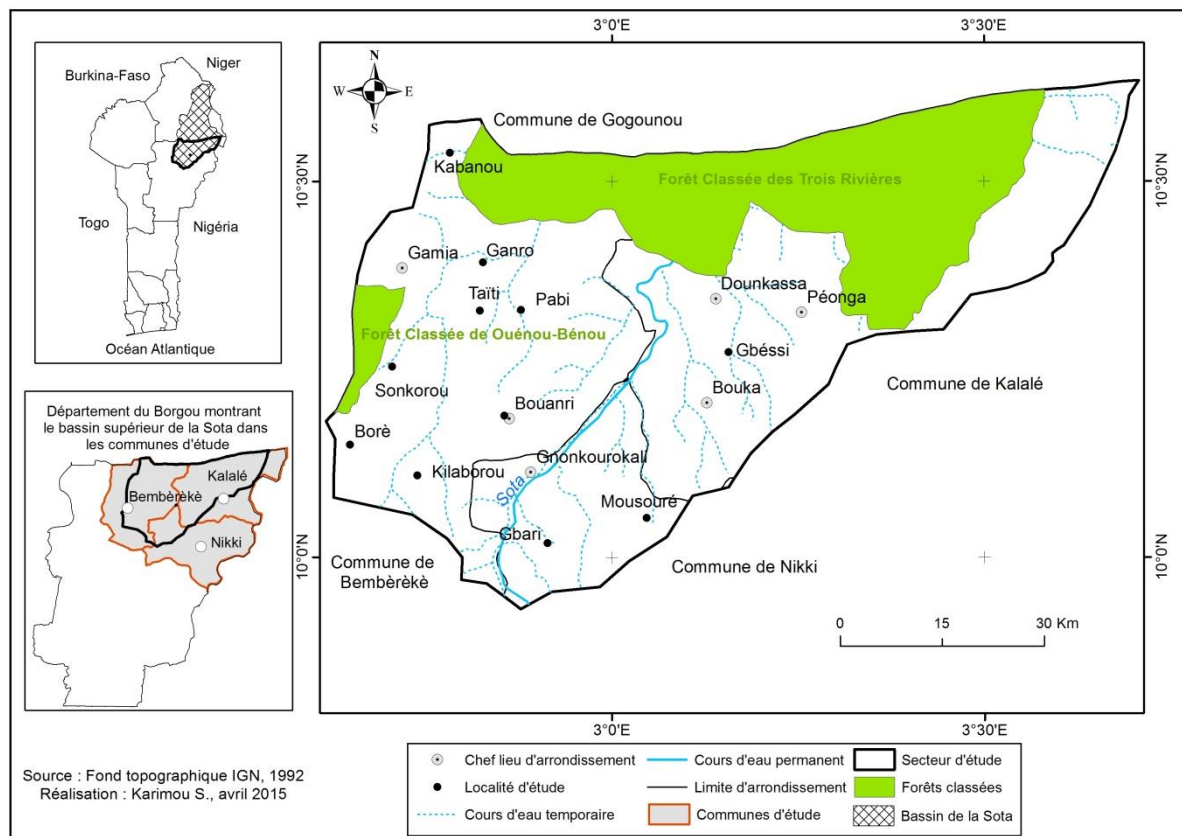 Burkina-Faso
Niger
Togo
Nigéria
Océan Atlantique
Département du Borgou montrant
le bassin supérieur de la Sota dans
les communes d'étude
Kalalé
Bembèrèkè
Nikki
Source : Fond topographique IGN, 1992
Réalisation : Karimou S., avril 2015
3°0'E
3°30'E
N
W
E
S
Commune de Gogounou
Kabanou
10°30'N
Forêt Classée des Trois Rivières
10°30'N
Gamia
Ganro
Dounkassa
Péonga
Taïti
Pabi
Forêt Classée de Ouénou-Bénou
Gbéssi
Sonkorou
Commune de Kalalé
Bouka
Bouanri
Borè
Gnonkourokali
Kilaborou
Sota
Mousouré
Gbari
10°0'N
Commune de
Bembèrèkè
Commune de Nikki
10°0'N
0
15
30 Km
3°0'E
3°30'E
Chef lieu d'arrondissement
Cours d'eau permanent
Secteur d'étude
Localité d'étude
Limite d'arrondissement
Forêts classées
Cours d'eau temporaire
Communes d'étude
Bassin de la Sota